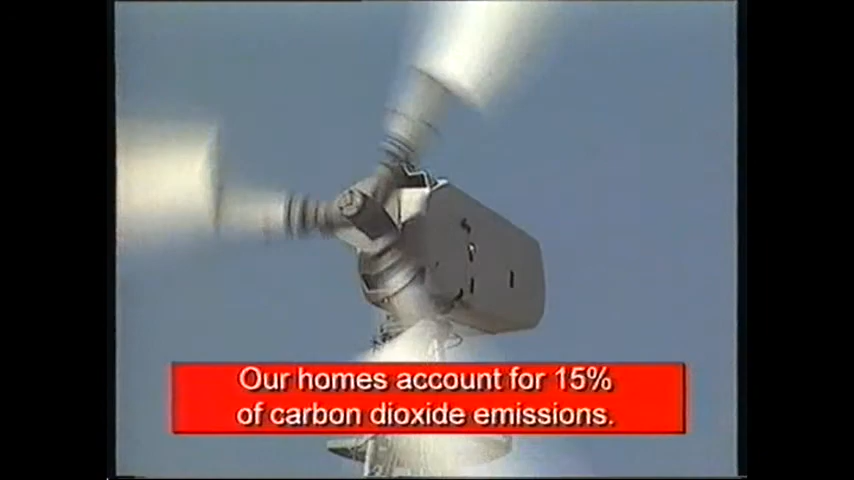 Our homes account for 15%
of carbon dioxide emissions.